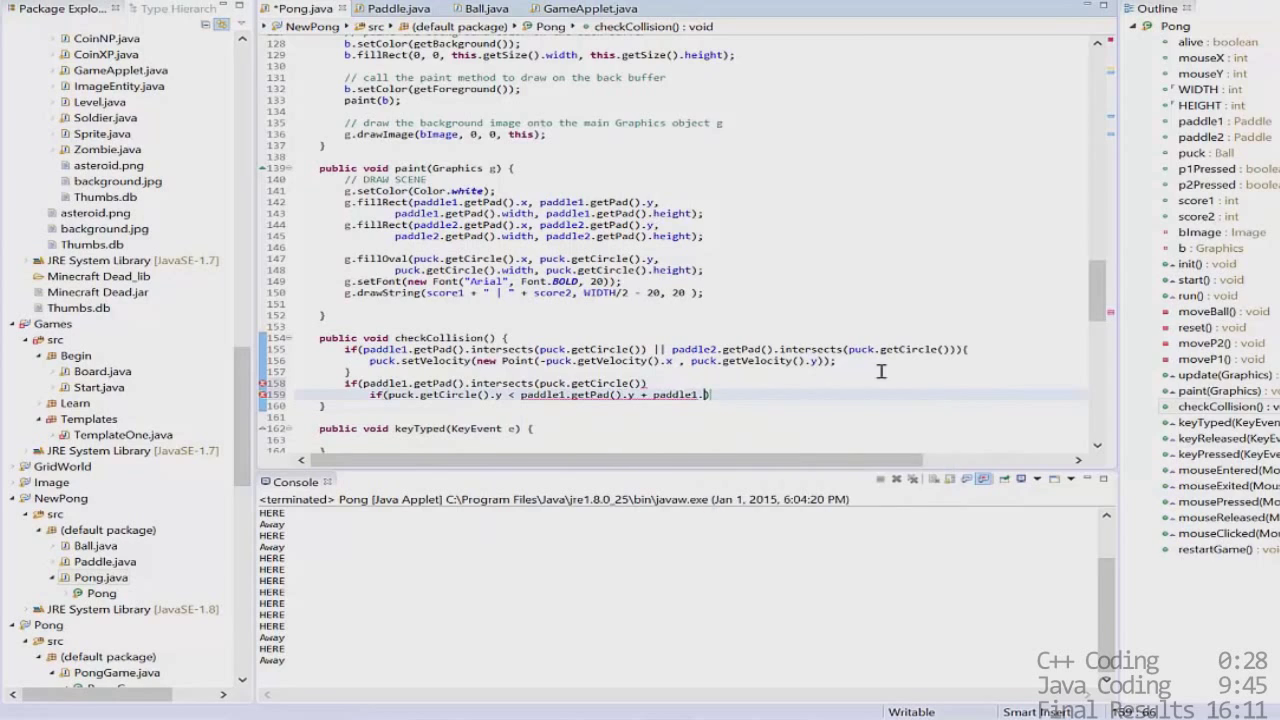 Package Explo...
Type Hierarch
*Pong.java
Paddle.java
Ball.java
GameApplet.java
Outline
NewPong
src
(default package)
Pong
checkCollision() : void
CoinNP.java
CoinXP.java
GameApplet.java
ImageEntity.java
Level.java
Soldier.java
Sprite.java
Zombie.java
asteroid.png
background.jpg
Thumbs.db
asteroid.png
background.jpg
Thumbs.db
JRE System Library [JavaSE-1.7]
Minecraft Dead_lib
Minecraft Dead.jar
Thumbs.db
Games
src
Begin
Board.java
Start.java
Learn
Templates
TemplateOne.java
JRE System Library [JavaSE-1.7]
GridWorld
Image
NewPong
src
(default package)
Ball.java
Paddle.java
Pong.java
Pong
JRE System Library [JavaSE-1.8]
Pong
src
(default package)
PongGame.java
128 b.setColor(getBackground());
129 b.fillRect(0, 0, this.getSize().width, this.getSize().height);
130
131 // call the paint method to draw on the back buffer
132 b.setColor(getForeground());
133 paint(b);
134
135 // draw the background image onto the main Graphics object g
136 g.drawImage(bImage, 0, 0, this);
137 }
138
139 public void paint(Graphics g) {
140 // DRAW SCENE
141 g.setColor(Color.white);
142 g.fillRect(paddle1.getPad().x, paddle1.getPad().y,
143 paddle1.getPad().width, paddle1.getPad().height);
144 g.fillRect(paddle2.getPad().x, paddle2.getPad().y,
145 paddle2.getPad().width, paddle2.getPad().height);
146
147 g.fillOval(puck.getCircle().x, puck.getCircle().y,
148 puck.getCircle().width, puck.getCircle().height);
149 g.setFont(new Font("Arial", Font.BOLD, 20));
150 g.drawString(score1 + " | " + score2, WIDTH/2 - 20, 20 );
151
152 }
153
154 public void checkCollision() {
155 if(paddle1.getPad().intersects(puck.getCircle()) || paddle2.getPad().intersects(puck.getCircle())){
156 puck.setVelocity(new Point(-puck.getVelocity().x , puck.getVelocity().y));
157 }
158 if(paddle1.getPad().intersects(puck.getCircle())
159 if(puck.getCircle().y < paddle1.getPad().y + paddle1.)
160 }
161
162 public void keyTyped(KeyEvent e) {
163
Pong
alive : boolean
mouseX : int
mouseY : int
WIDTH : int
HEIGHT : int
paddle1 : Paddle
paddle2 : Paddle
puck : Ball
p1Pressed : boolean
p2Pressed : boolean
score1 : int
score2 : int
bImage : Image
b : Graphics
init() : void
start() : void
run() : void
moveBall() : void
reset() : void
moveP2() : void
moveP1() : void
update(Graphics) : void
paint(Graphics) : void
checkCollision() : void
keyTyped(KeyEvent)
keyReleased(KeyEvent
keyPressed(KeyEvent
mouseEntered(Mouse
mouseExited(Mouse
mouseMoved(Mous
mousePressed(Mous
mouseReleased(Mou
mouseClicked(Mous
restartGame() : void
Console
<terminated> Pong [Java Applet] C:\Program Files\Java\jre1.8.0_25\bin\javaw.exe (Jan 1, 2015, 6:04:20 PM)
HERE
Away
HERE
Away
HERE
HERE
HERE
HERE
HERE
HERE
HERE
Away
HERE
Away
C++ Coding 0:28
Java Coding 9:45
Final Results 16:11
Writable
Smart Insert